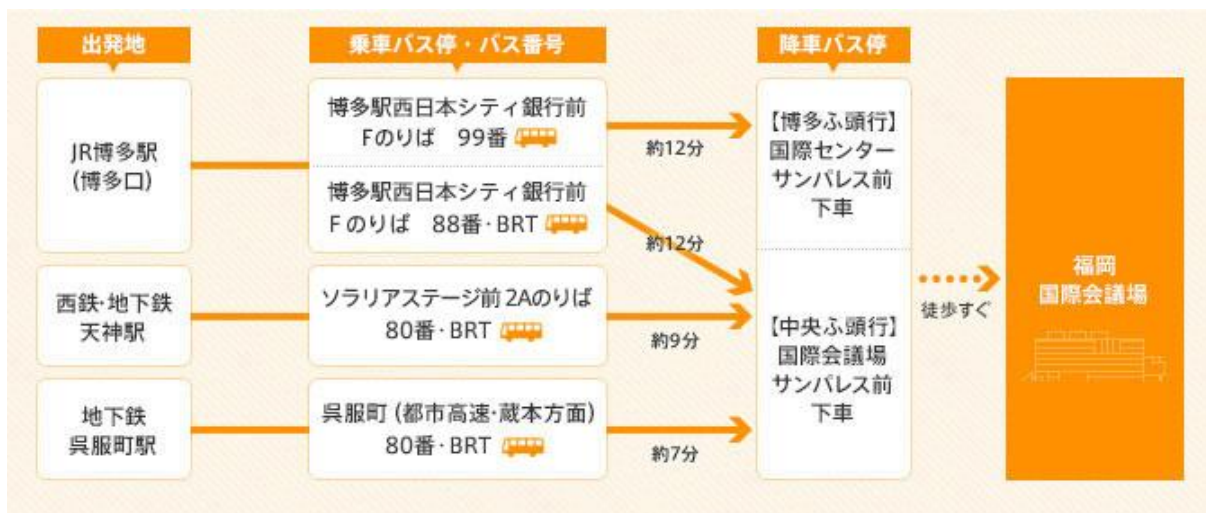 出発地
乗車バス停・バス番号
降車バス停
JR博多駅
(博多口)
博多駅西日本シティ銀行前
Fのりば 99番
約12分
博多駅西日本シティ銀行前
Fのりば 88番·BRT
約12分
【博多ふ頭行】
国際センター
サンパレス前
下車
西鉄·地下鉄
天神駅
ソラリアステージ前 2Aのりば
80番·BRT
約9分
地下鉄
呉服町駅
呉服町 (都市高速·蔵本方面)
80番·BRT
約7分
【中央ふ頭行】
国際会議場
サンパレス前
下車
徒歩すぐ
福岡
国際会議場